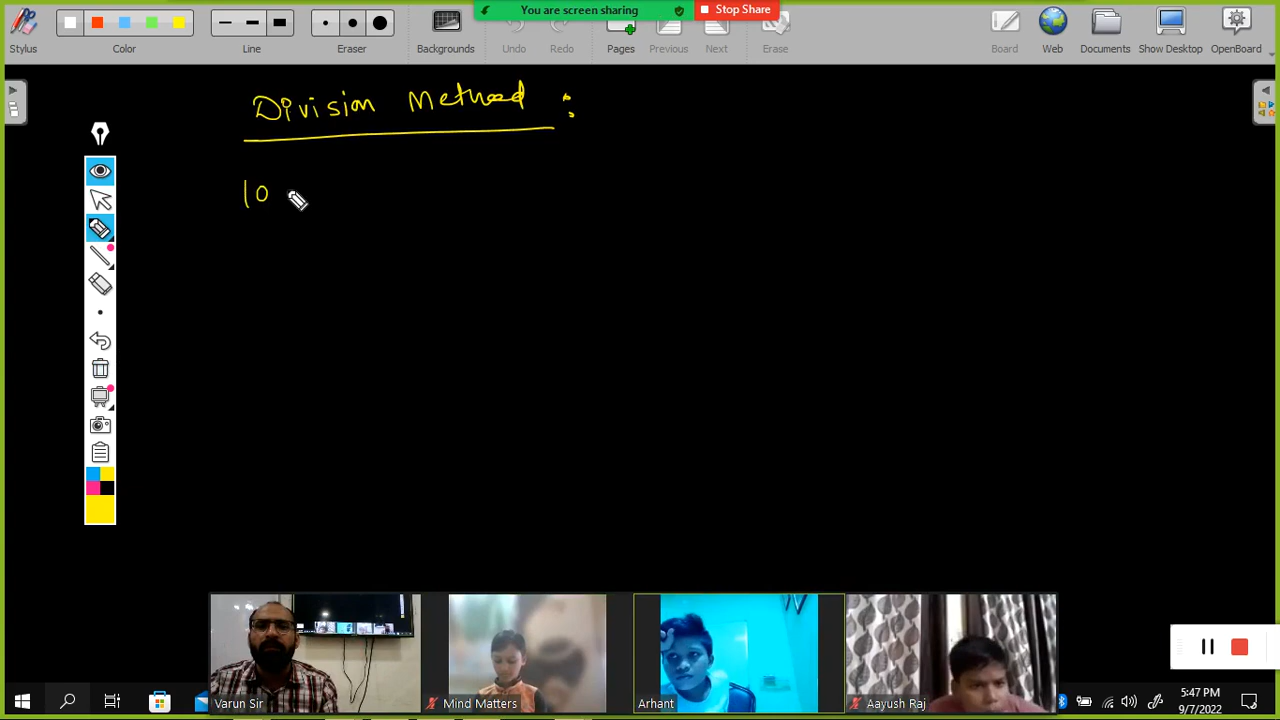 You are screen sharing
Stop Share
Stylus
Color
Line
Eraser
Backgrounds
Undo
Redo
Pages
Previous
Next
Erase
Board
Web
Documents
Show Desktop
OpenBoard
Division Method :
10
Varun Sir
Mind Matters
Arhant
Aayush Raj
5:47 PM
9/7/2022